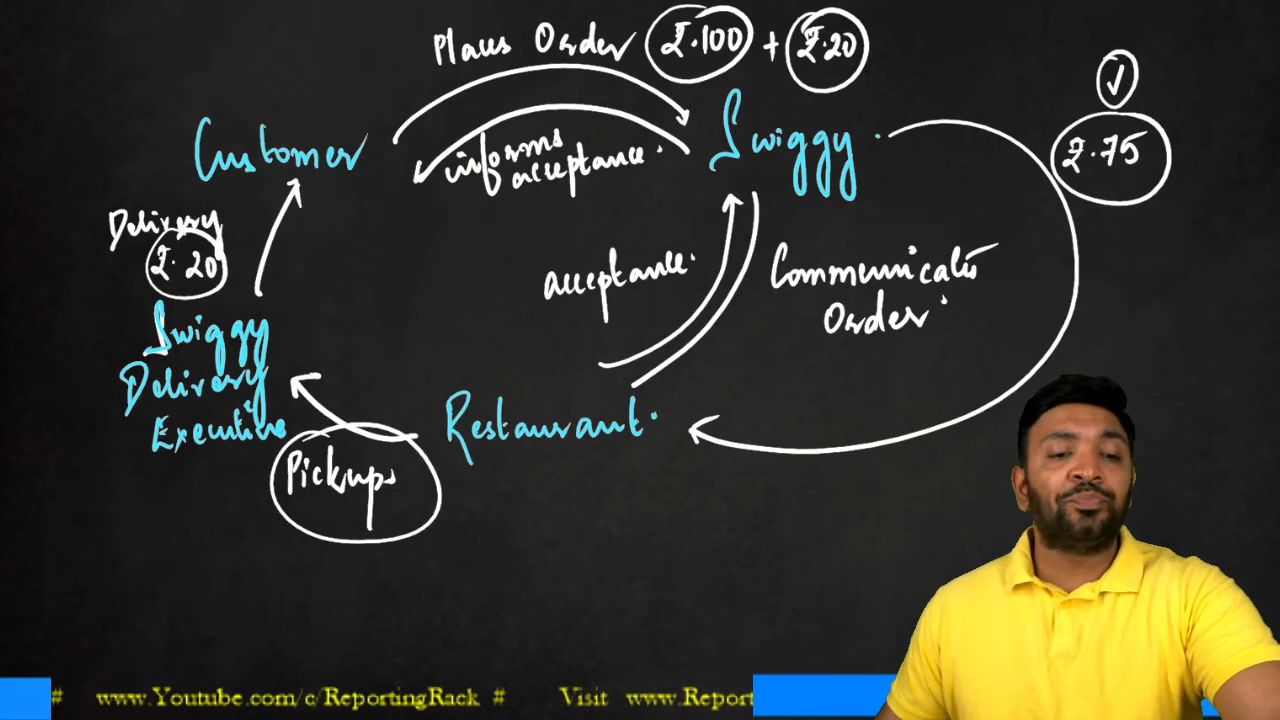 Places Order ₹.100 + ₹.20
✓
₹.75
Customer
informs
acceptance.
Swiggy.
Delivery
₹.20
acceptance.
Communicate
Order.
Swiggy
Delivery
Executive
Restaurant.
Pickups
# www.Youtube.com/c/ReportingRack # Visit www.Report